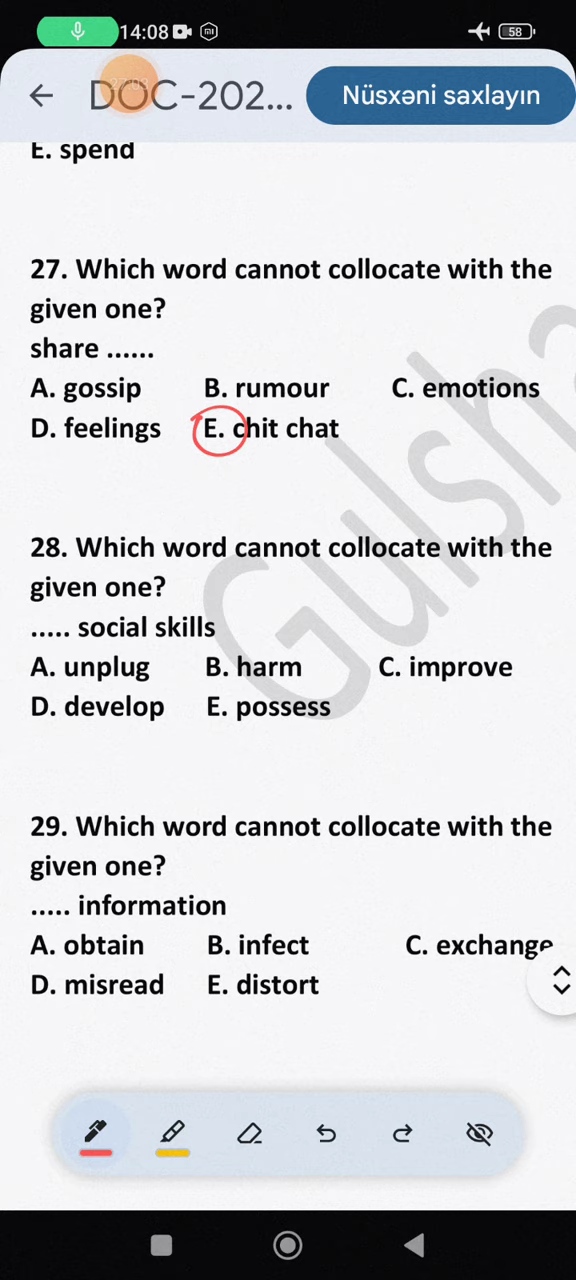 14:08 58
DOC-202... Nüsxəni saxlayın
E. spend
27. Which word cannot collocate with the
given one?
share ......
A. gossip B. rumour C. emotions
D. feelings E. chit chat
28. Which word cannot collocate with the
given one?
..... social skills
A. unplug B. harm C. improve
D. develop E. possess
29. Which word cannot collocate with the
given one?
..... information
A. obtain B. infect C. exchange
D. misread E. distort
Gulsha